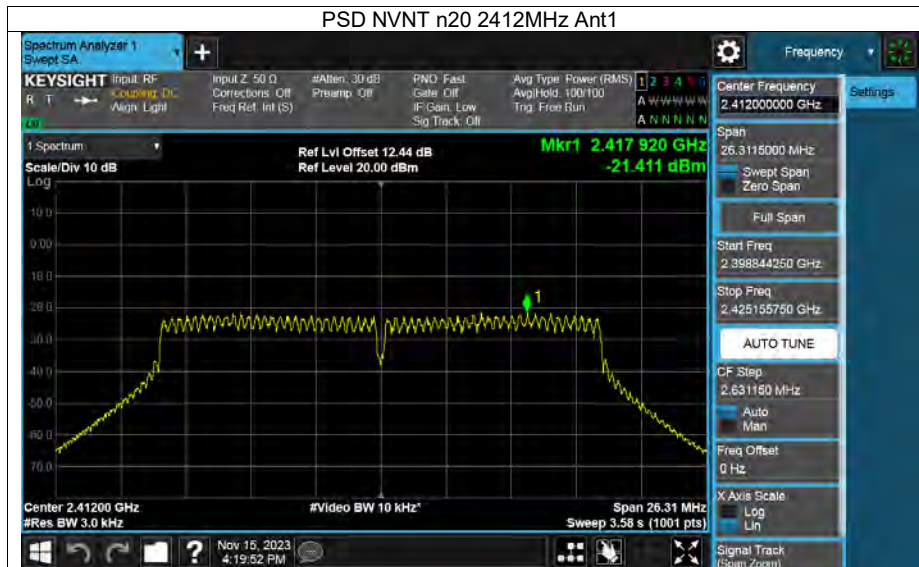 PSD NVNT n20 2412MHz Ant1
Spectrum Analyzer 1
Swept SA
+
Frequency
KEYSIGHT
R T
Input: RF
Coupling: DC
Align: Light
Input Z: 50 Ω
Corrections: Off
Freq Ref: Int (S)
#Atten: 30 dB
Preamp: Off
PNO: Fast
Gate: Off
IF Gain: Low
Sig Track: Off
Avg Type: Power (RMS)
Avg|Hold: 100/100
Trig: Free Run
1 2 3 4 5 6
A W W W W W
A N N N N N
Settings
1 Spectrum
Scale/Div 10 dB
Log
Ref Lvl Offset 12.44 dB
Ref Level 20.00 dBm
Mkr1 2.417 920 GHz
-21.411 dBm
10.0
0.00
1
-40.0
-50.0
-60.0
Center 2.41200 GHz
#Res BW 3.0 kHz
#Video BW 10 kHz*
Span 26.31 MHz
Sweep 3.58 s (1001 pts)
Center Frequency
2.412000000 GHz
Span
26.3115000 MHz
Swept Span
Zero Span
Full Span
Start Freq
2.398844250 GHz
Stop Freq
2.425155750 GHz
AUTO TUNE
CF Step
2.631150 MHz
Auto
Man
Freq Offset
0 Hz
X Axis Scale
Log
Lin
Signal Track
(Span Zoom)
?
Nov 15, 2023
4:19:52 PM